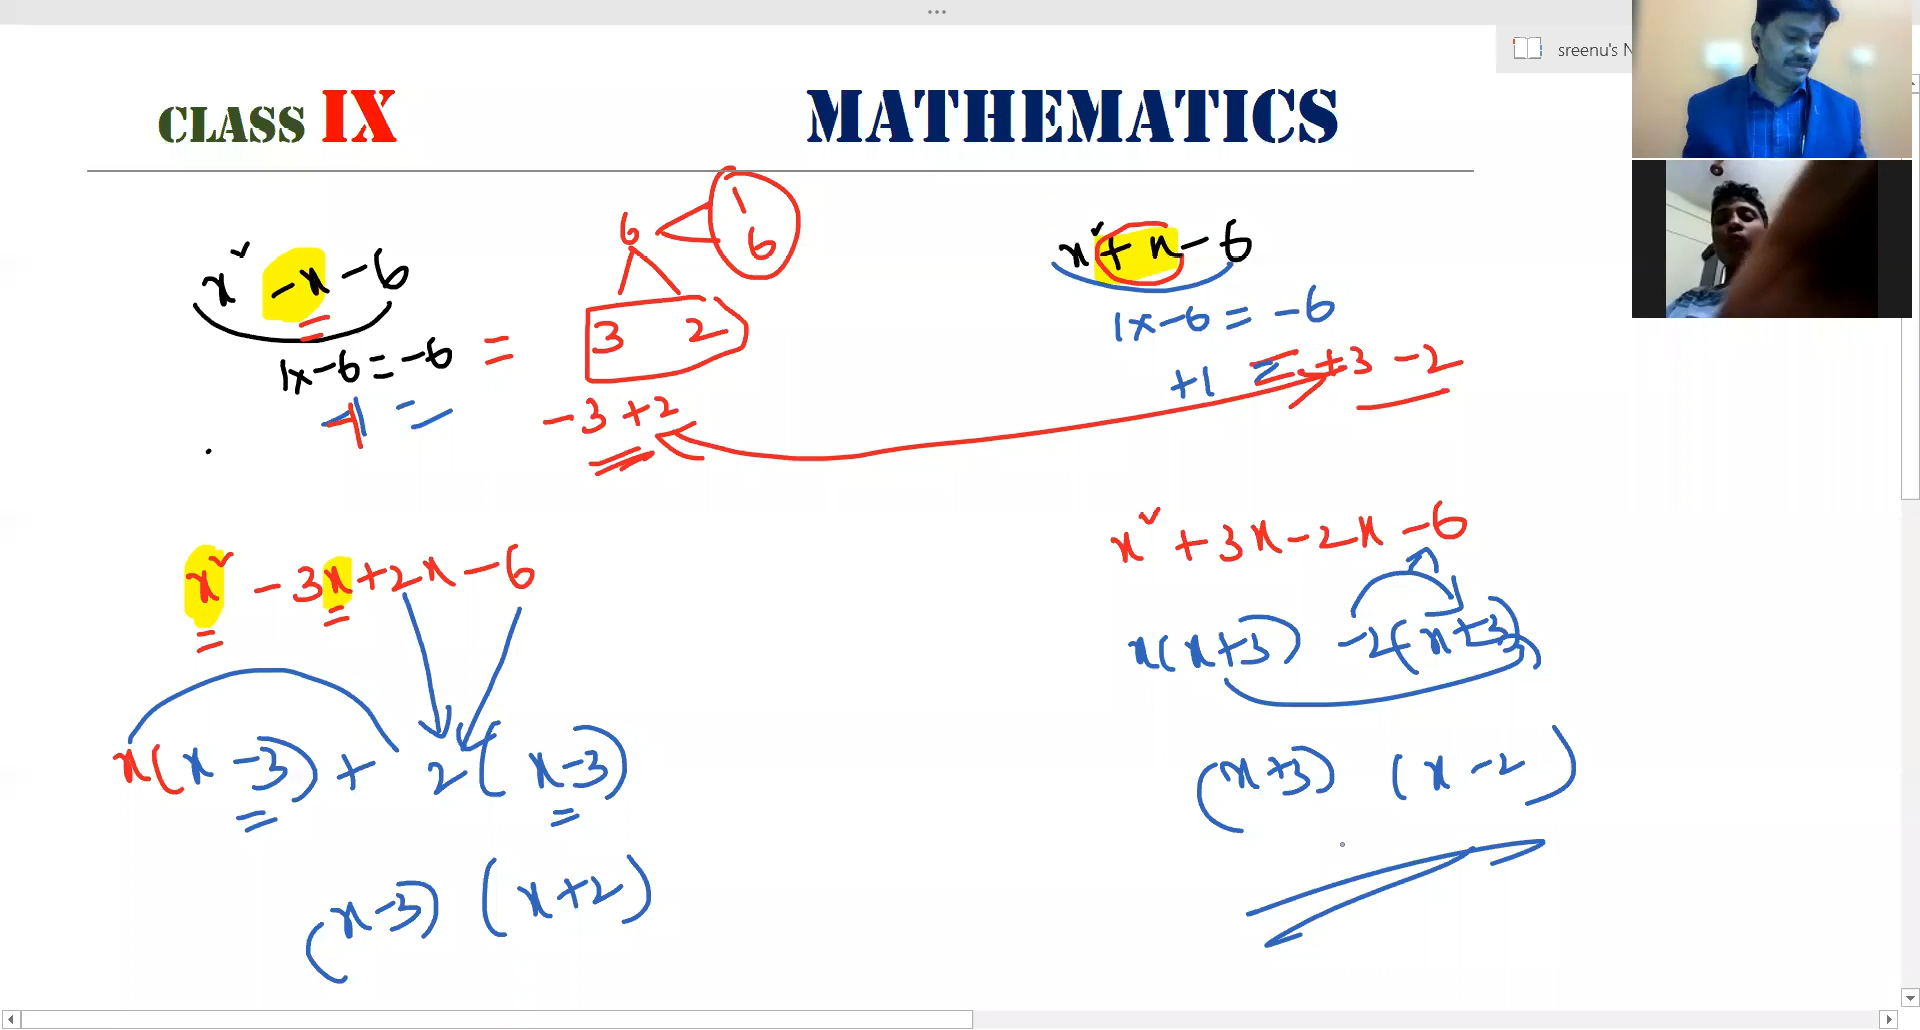 sreenu's N
CLASS IX MATHEMATICS
x² - x - 6
1x-6 = -6 =
-1 =
6
1
6
3 2
-3 +2
x² + x - 6
1x-6 = -6
+1 = +3 -2
x² - 3x + 2x - 6
x(x-3) + 2(x-3)
(x-3) (x+2)
x² + 3x - 2x - 6
x(x+3) -2(x+3)
(x+3) (x-2)